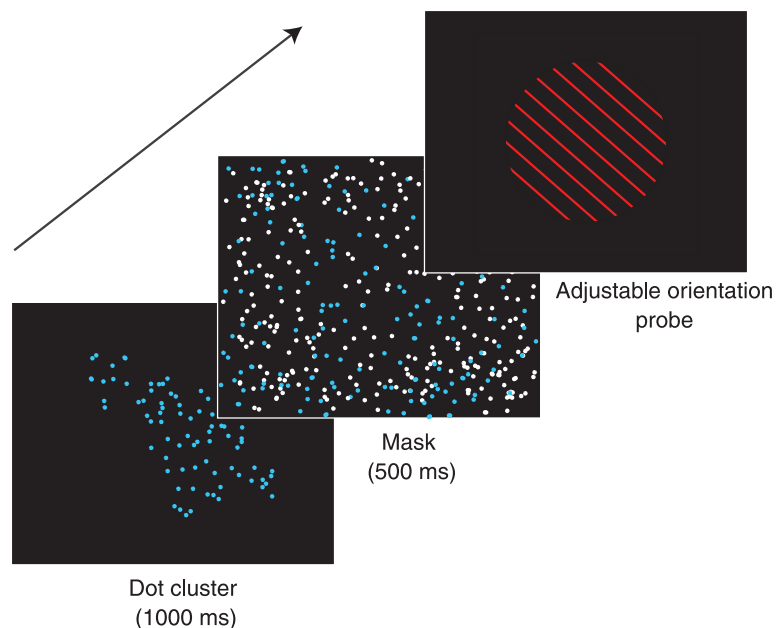 Adjustable orientation
probe
Mask
(500 ms)
Dot cluster
(1000 ms)